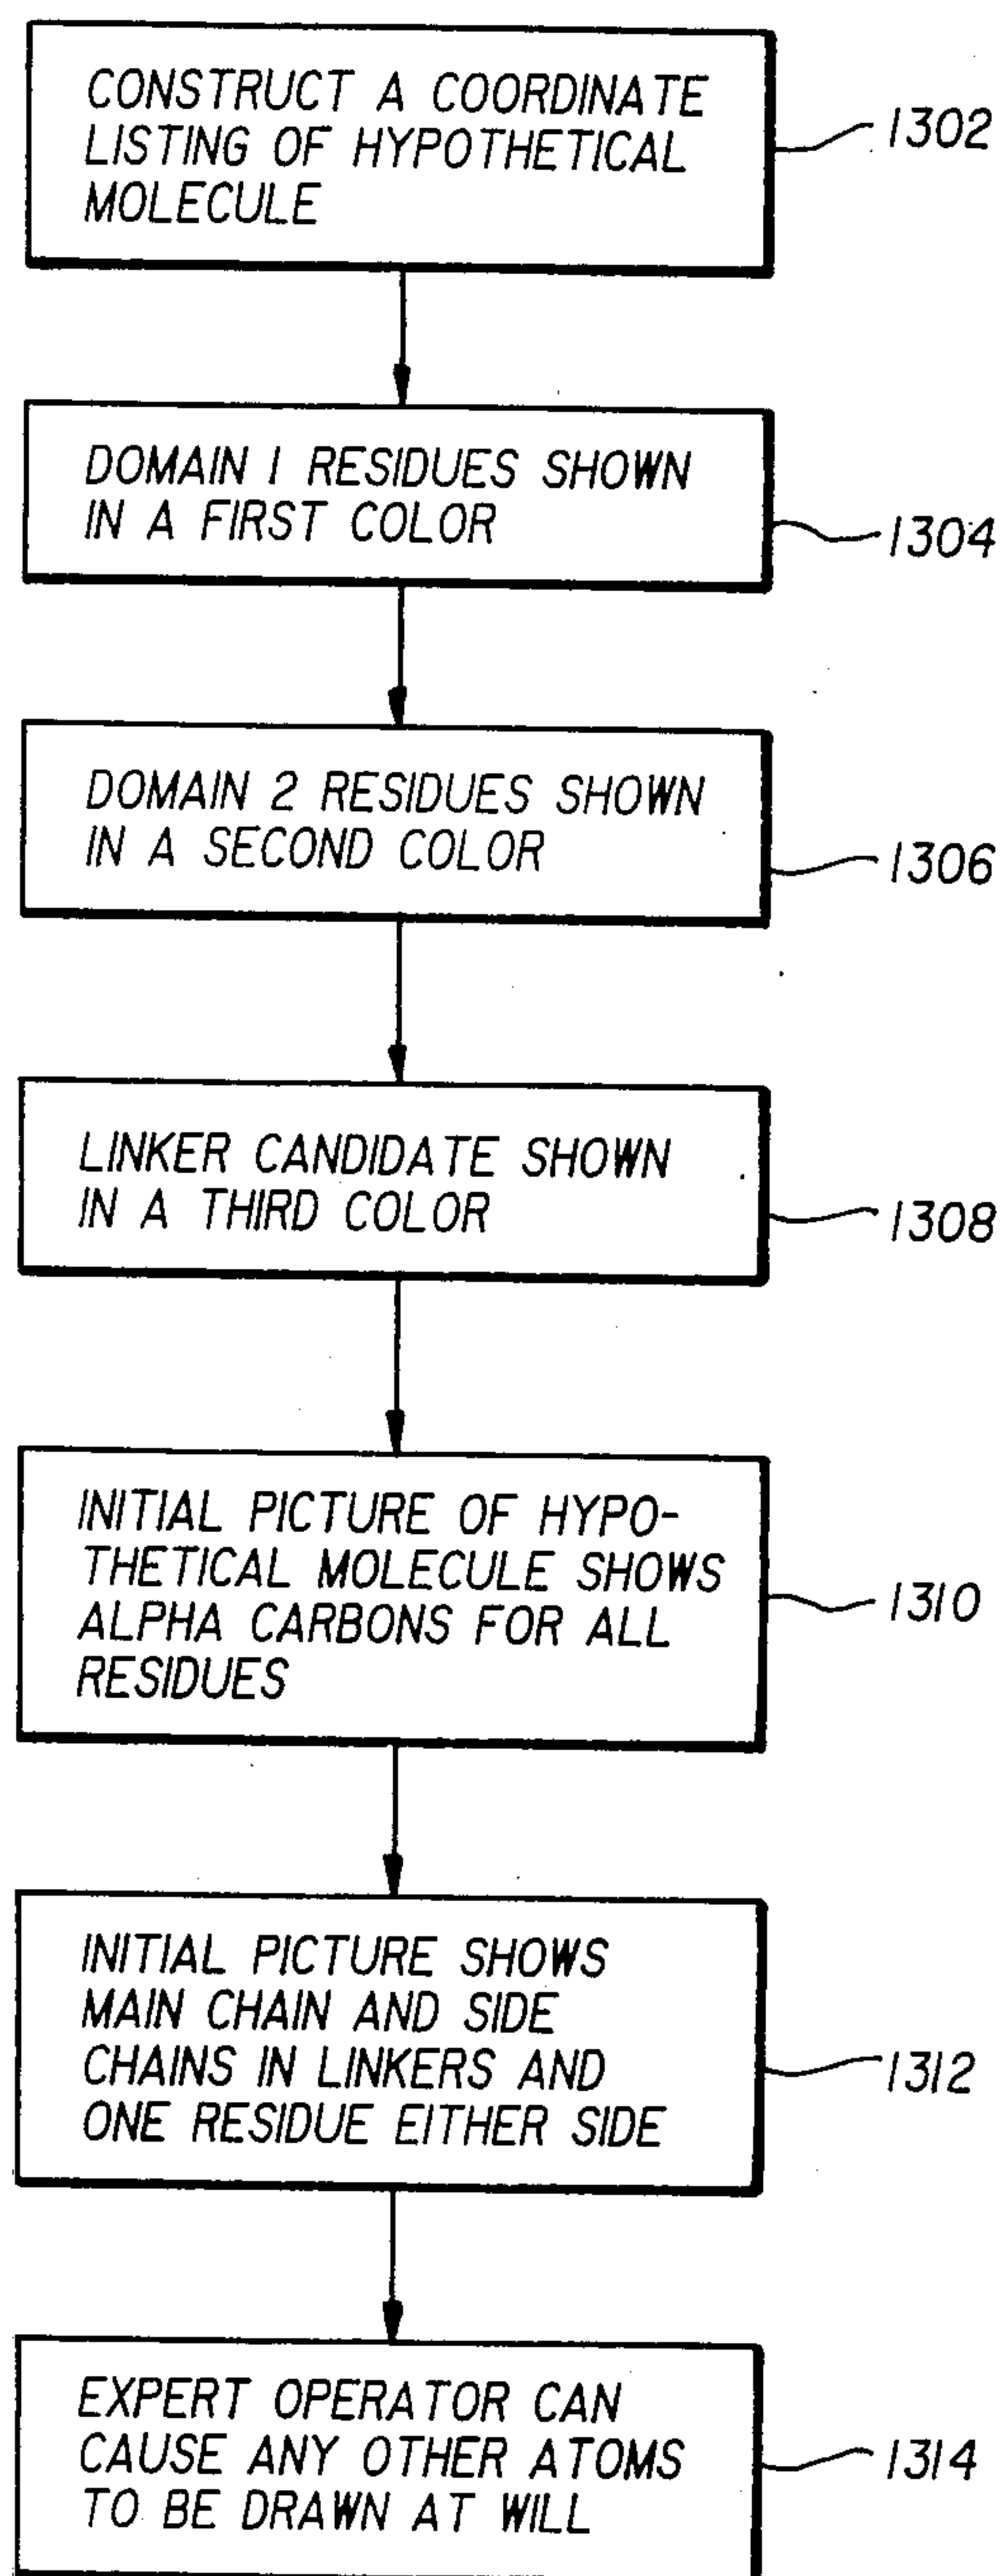 CONSTRUCT A COORDINATE
LISTING OF HYPOTHETICAL
MOLECULE
1302
DOMAIN 1 RESIDUES SHOWN
IN A FIRST COLOR
1304
DOMAIN 2 RESIDUES SHOWN
IN A SECOND COLOR
1306
LINKER CANDIDATE SHOWN
IN A THIRD COLOR
1308
INITIAL PICTURE OF HYPO-
THETICAL MOLECULE SHOWS
ALPHA CARBONS FOR ALL
RESIDUES
1310
INITIAL PICTURE SHOWS
MAIN CHAIN AND SIDE
CHAINS IN LINKERS AND
ONE RESIDUE EITHER SIDE
1312
EXPERT OPERATOR CAN
CAUSE ANY OTHER ATOMS
TO BE DRAWN AT WILL
1314